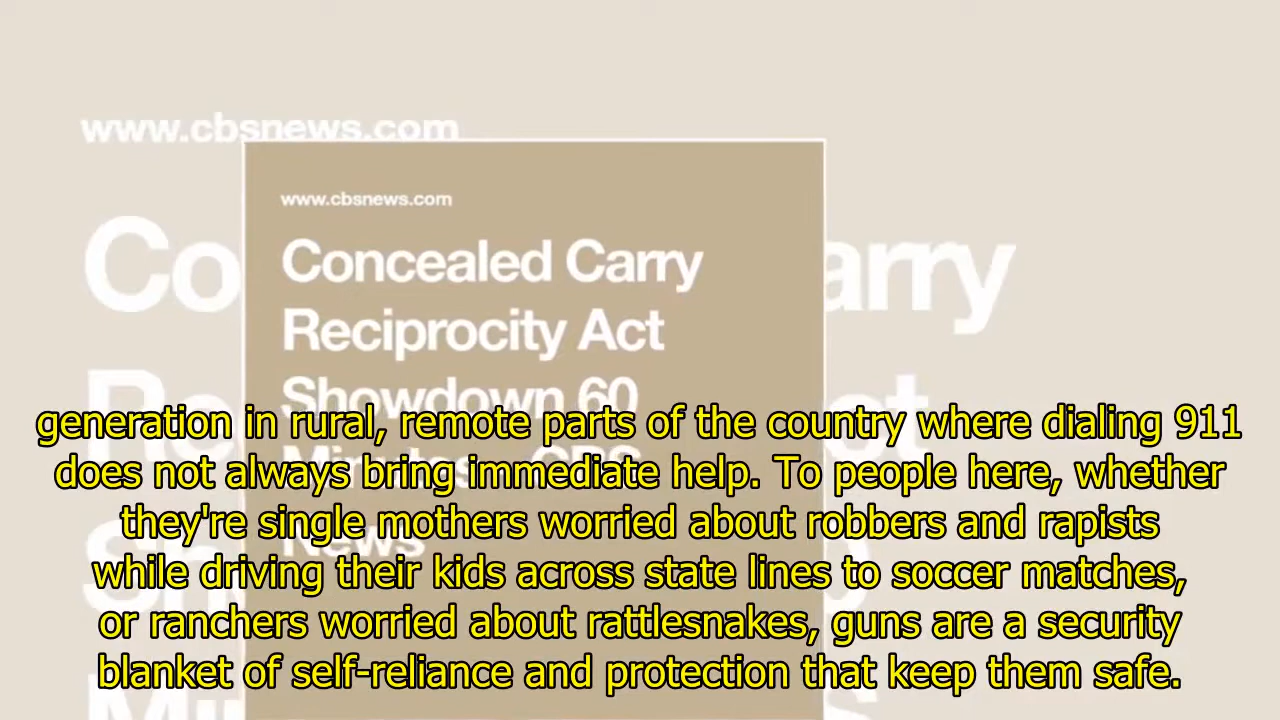 www.cbsnews.com
www.cbsnews.com
Concealed Carry
Reciprocity Act
Showdown 60
News
generation in rural, remote parts of the country where dialing 911
does not always bring immediate help. To people here, whether
they're single mothers worried about robbers and rapists
while driving their kids across state lines to soccer matches,
or ranchers worried about rattlesnakes, guns are a security
blanket of self-reliance and protection that keep them safe.